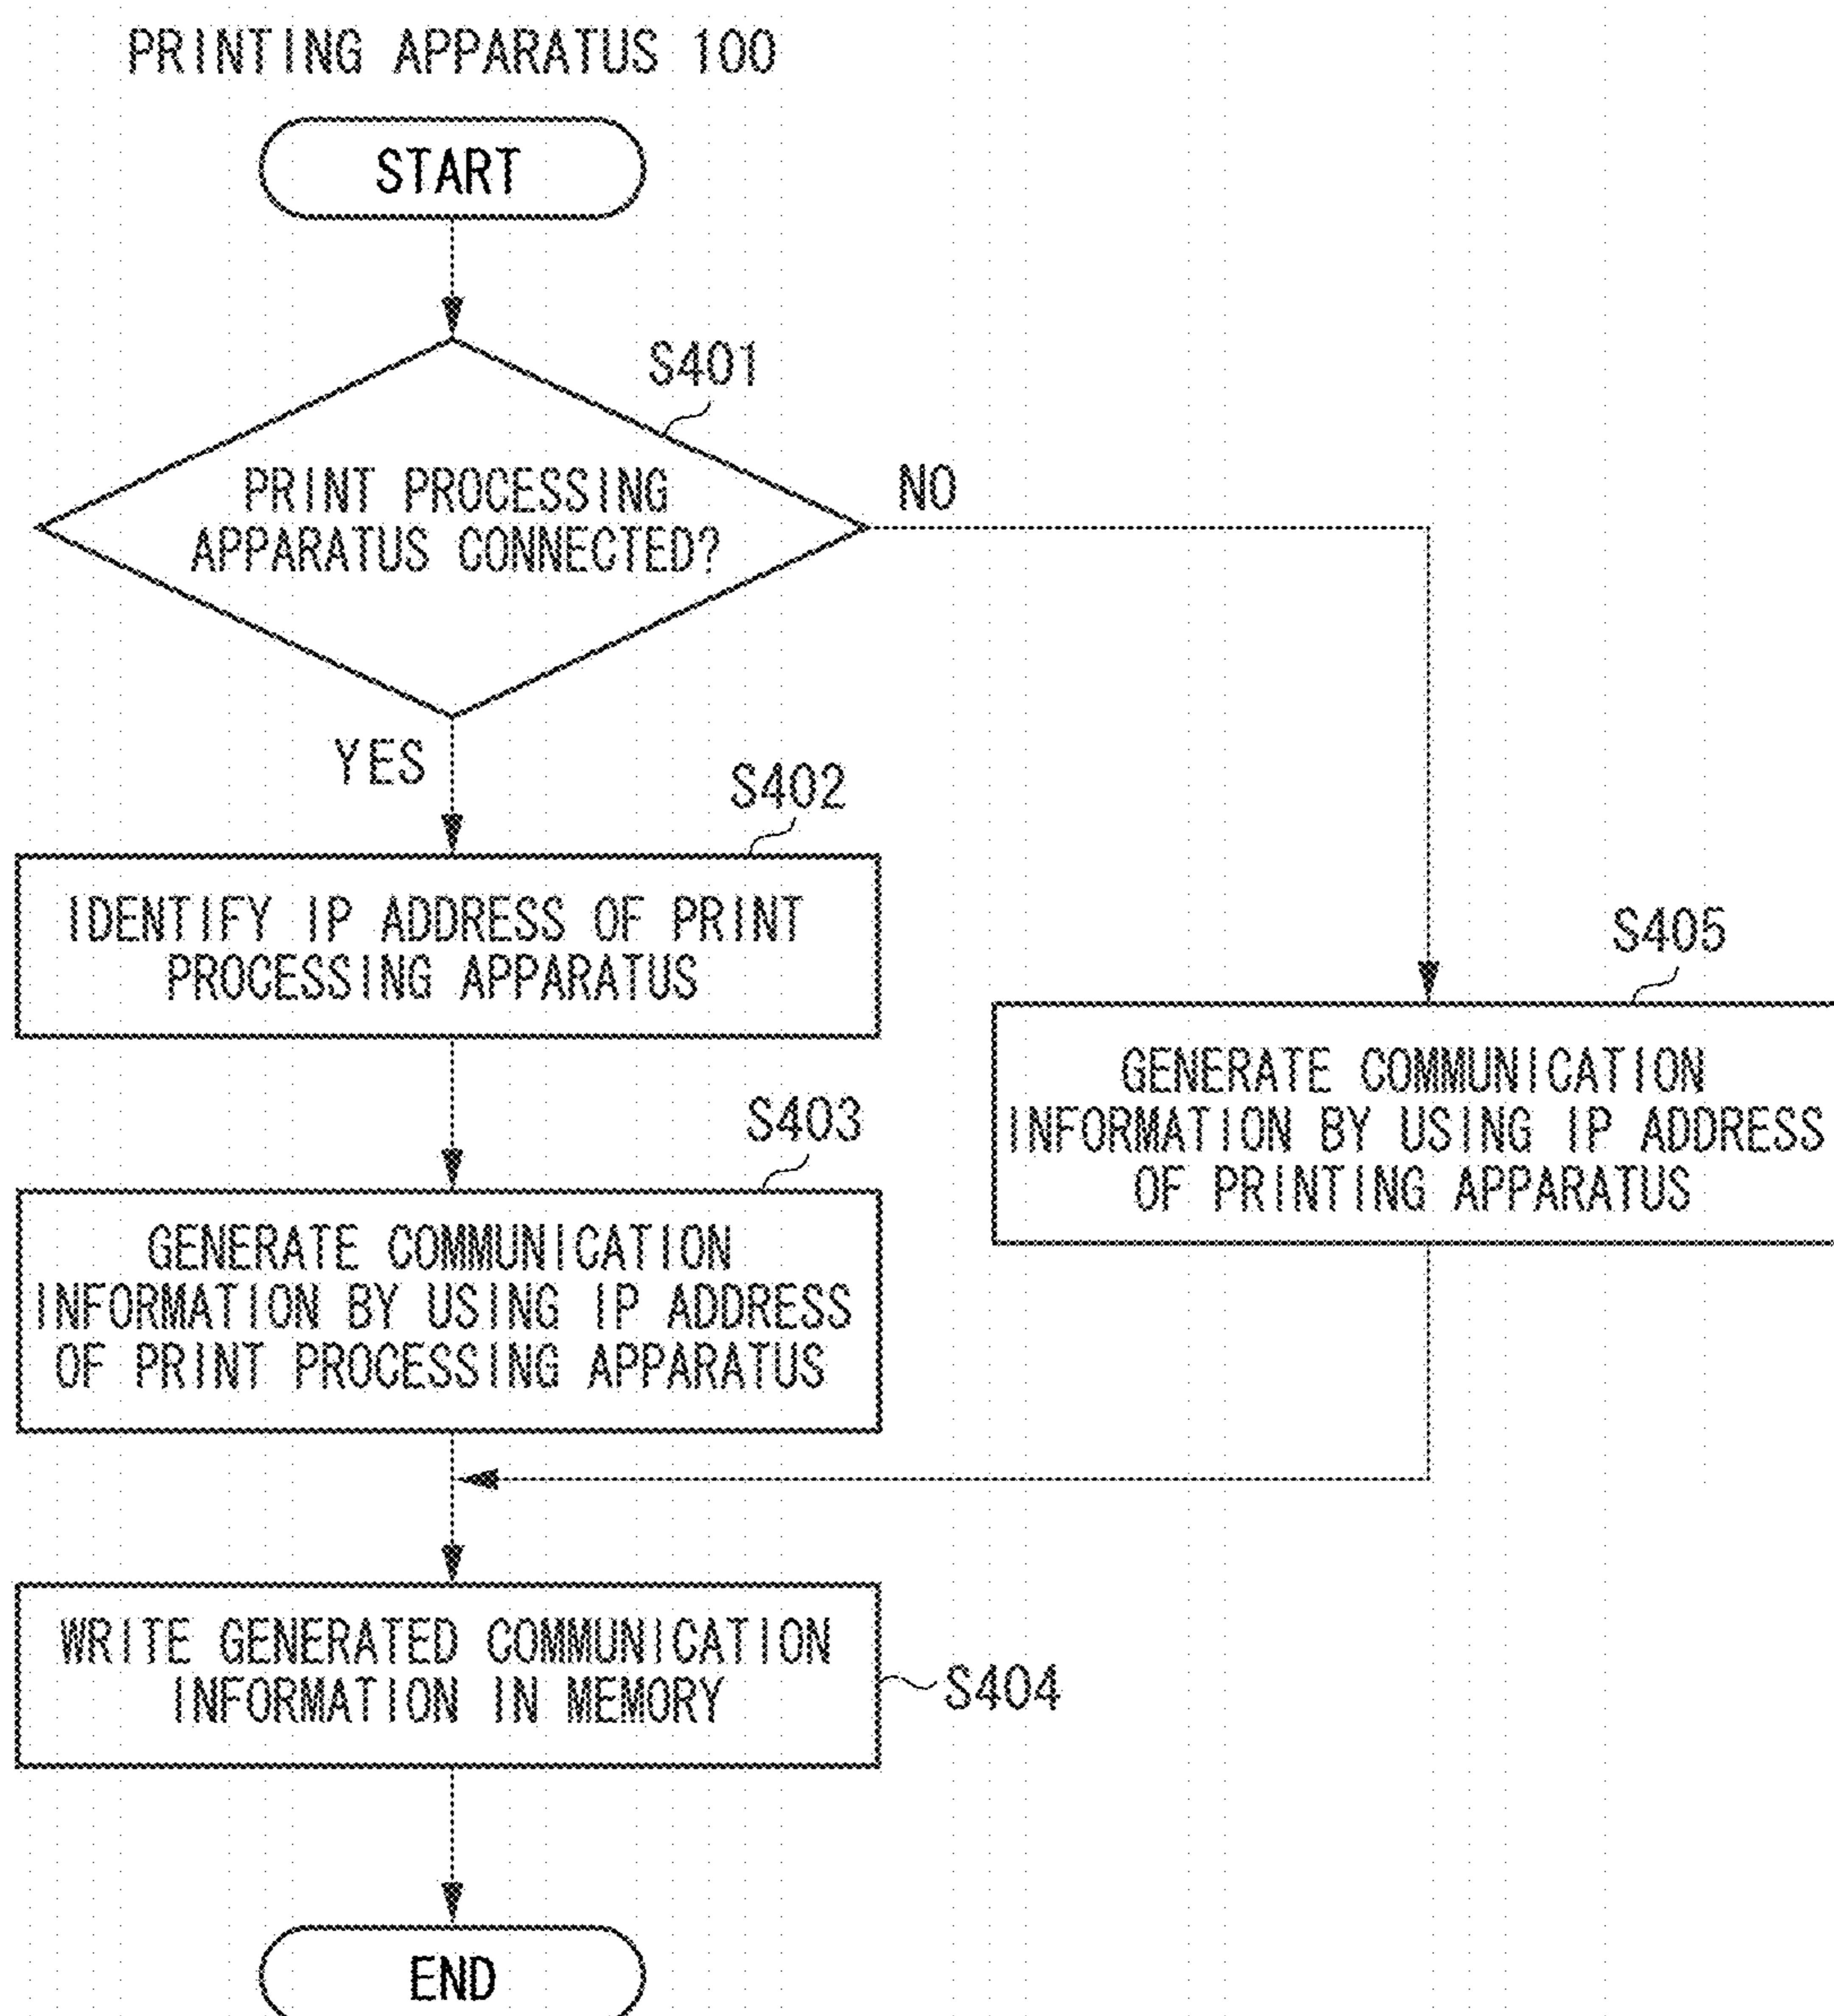 PRINTING APPARATUS 100
START
S401
PRINT PROCESSING
APPARATUS CONNECTED?
NO
YES
S402
IDENTIFY IP ADDRESS OF PRINT
PROCESSING APPARATUS
S405
GENERATE COMMUNICATION
INFORMATION BY USING IP ADDRESS
OF PRINTING APPARATUS
S403
GENERATE COMMUNICATION
INFORMATION BY USING IP ADDRESS
OF PRINT PROCESSING APPARATUS
WRITE GENERATED COMMUNICATION
INFORMATION IN MEMORY
S404
END